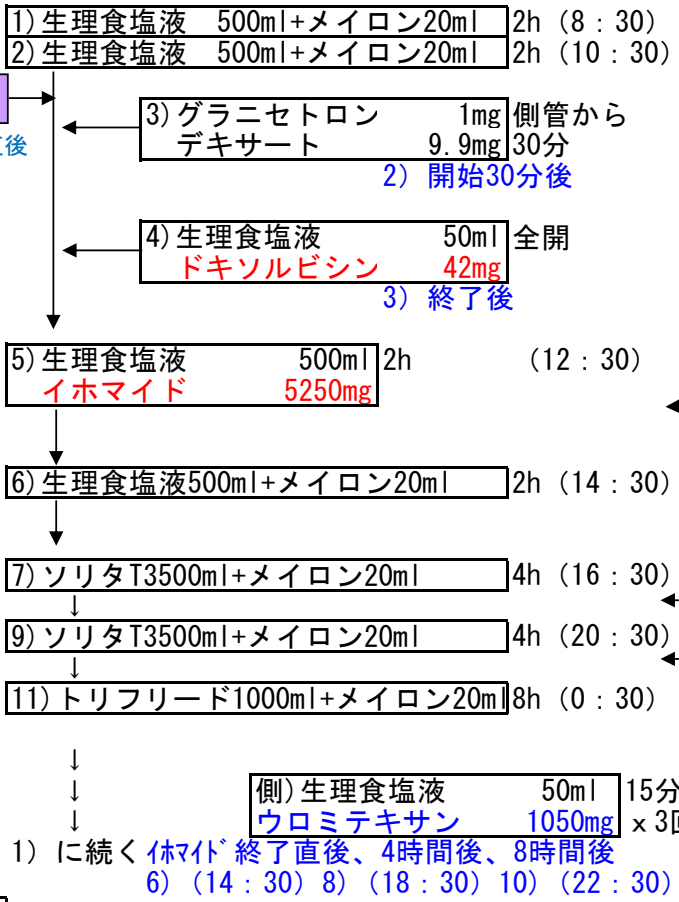 1)生理食塩液 500ml+メイロン20ml 2h (8：30)
2)生理食塩液 500ml+メイロン20ml 2h (10：30)
後
3)グラニセトロン 1mg 側管から
デキサート 9.9mg 30分
2) 開始30分後
4)生理食塩液 50ml 全開
ドキソルビシン 42mg
3) 終了後
5)生理食塩液 500ml 2h (12：30)
イホマイド 5250mg
6)生理食塩液500ml+メイロン20ml 2h (14：30)
7)ソリタT3500ml+メイロン20ml 4h (16：30)
↓
9)ソリタT3500ml+メイロン20ml 4h (20：30)
↓
11)トリフリード1000ml+メイロン20ml 8h (0：30)
↓
↓ 側)生理食塩液 50ml 15分
↓ ウロミテキサン 1050mg ×3回
1) に続く ｲﾎﾏｲﾄﾞ終了直後、4時間後、8時間後
6) (14：30) 8) (18：30) 10) (22：30)